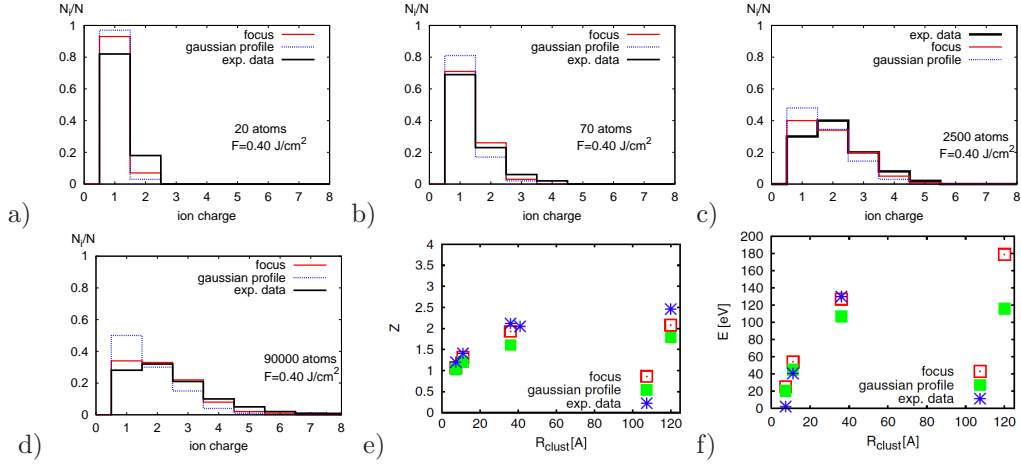 N_i/N
1
0.8
0.6
0.4
0.2
0
focus
gaussian profile
exp. data
20 atoms
F=0.40 J/cm²
0 1 2 3 4 5 6 7 8
ion charge
a)
N_i/N
1
0.8
0.6
0.4
0.2
0
focus
gaussian profile
exp. data
70 atoms
F=0.40 J/cm²
0 1 2 3 4 5 6 7 8
ion charge
b)
N_i/N
1
0.8
0.6
0.4
0.2
0
exp. data
focus
gaussian profile
2500 atoms
F=0.40 J/cm²
0 1 2 3 4 5 6 7 8
ion charge
c)
N_i/N
1
0.8
0.6
0.4
0.2
0
focus
gaussian profile
exp. data
90000 atoms
F=0.40 J/cm²
0 1 2 3 4 5 6 7 8
ion charge
d)
4
3.5
3
2.5
2
1.5
1
0.5
0
Z
focus
gaussian profile
exp. data
0 20 40 60 80 100 120
R_clust[A]
e)
200
180
160
140
120
100
80
60
40
20
0
E [eV]
focus
gaussian profile
exp. data
0 20 40 60 80 100 120
R_clust[A]
f)